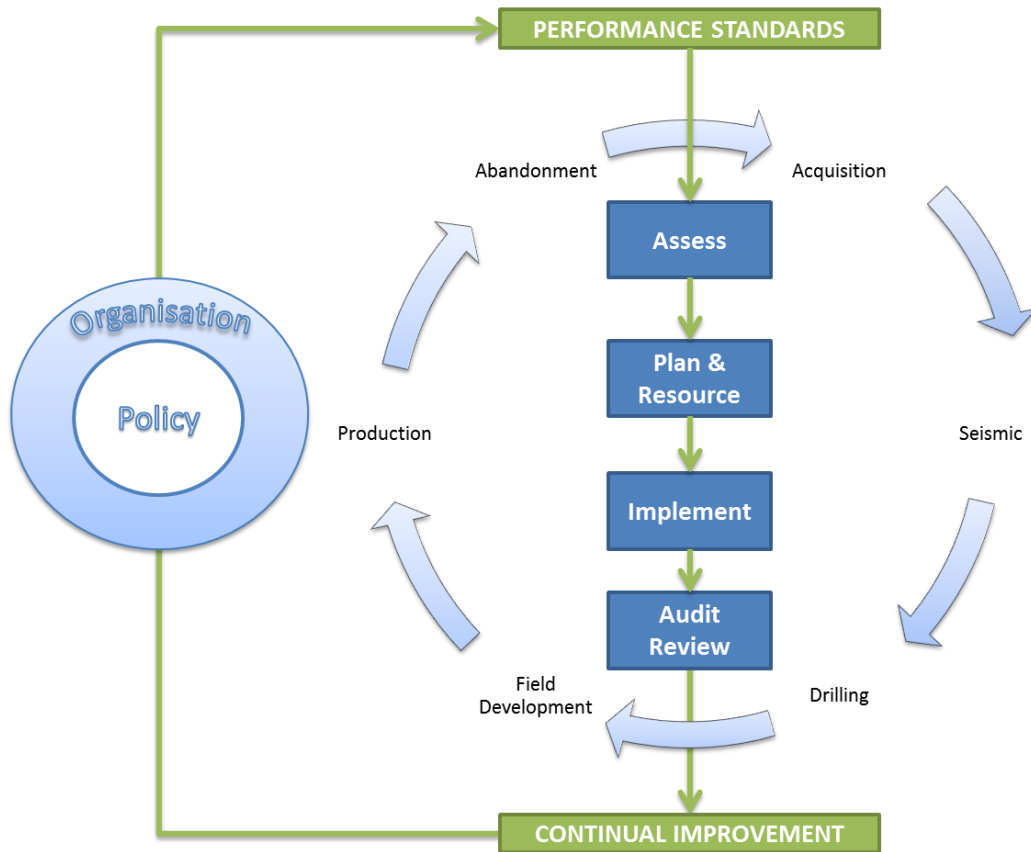 PERFORMANCE STANDARDS
Abandonment
Acquisition
Assess
Organisation
Policy
Plan &
Resource
Production
Seismic
Implement
Audit
Review
Field
Development
Drilling
CONTINUAL IMPROVEMENT